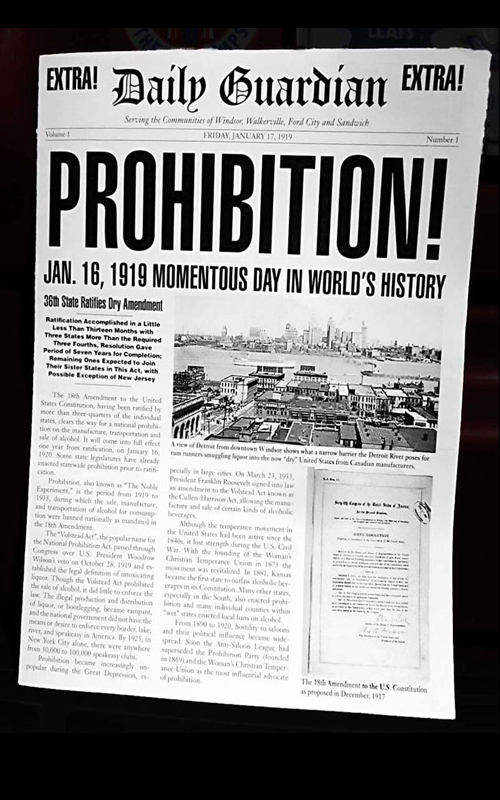 EXTRA!
Daily Guardian
EXTRA!
Serving the Communities of Windsor, Walkerville, Ford City and Sandwich
Volume 1
FRIDAY, JANUARY 17, 1919
Number 1
PROHIBITION!
JAN. 16, 1919 MOMENTOUS DAY IN WORLD'S HISTORY
36th State Ratifies Dry Amendment
Ratification Accomplished in a Little
Less Than Thirteen Months with
Three States More Than the Required
Three Fourths, Resolution Gave
Period of Seven Years for Completion;
Remaining Ones Expected to Join
Their Sister States in This Act, with
Possible Exception of New Jersey
The 18th Amendment to the United
States Constitution, having been ratified by
more than three-quarters of the individual
states, clears the way for a national prohibi-
tion on the manufacture, transportation and
sale of alcohol. It will come into full effect
one year from ratification, on January 16,
1920. Some state legislatures have already
enacted statewide prohibition prior to ratifi-
cation.
Prohibition, also known as "The Noble
Experiment," is the period from 1919 to
1933, during which the sale, manufacture,
and transportation of alcohol for consump-
tion were banned nationally as mandated in
the 18th Amendment.
The "Volstead Act", the popular name for
the National Prohibition Act, passed through
Congress over U.S. President Woodrow
Wilson's veto on October 28, 1919 and es-
tablished the legal definition of intoxicating
liquor. Though the Volstead Act prohibited
the sale of alcohol, it did little to enforce the
law. The illegal production and distribution
of liquor, or bootlegging, became rampant,
and the national government did not have the
means or desire to enforce every border, lake,
river, and speakeasy in America. By 1925, in
New York City alone, there were anywhere
from 30,000 to 100,000 speakeasy clubs.
Prohibition became increasingly un-
popular during the Great Depression, es-
pecially in large cities. On March 23, 1933,
President Franklin Roosevelt signed into law
an amendment to the Volstead Act known as
the Cullen-Harrison Act, allowing the manu-
facture and sale of certain kinds of alcoholic
beverages.
Although the temperance movement in
the United States had been active since the
1840s, it lost strength during the U.S. Civil
War. With the founding of the Woman's
Christian Temperance Union in 1873 the
movement was revitalized. In 1881, Kansas
became the first state to outlaw alcoholic bev-
erages in its Constitution. Many other states,
especially in the South, also enacted prohi-
bition and many individual counties within
"wet" states enacted local bans on alcohol.
From 1890 to 1920, hostility to saloons
and their political influence became wide-
spread. Soon the Anti-Saloon League had
superseded the Prohibition Party (founded
in 1869) and the Woman's Christian Temper-
ance Union as the most influential advocate
of prohibition.
A view of Detroit from downtown Windsor shows what a narrow barrier the Detroit River poses for
rum runners smuggling liquor into the now "dry" United States from Canadian manufacturers.
The 18th Amendment to the U.S. Constitution
as proposed in December, 1917